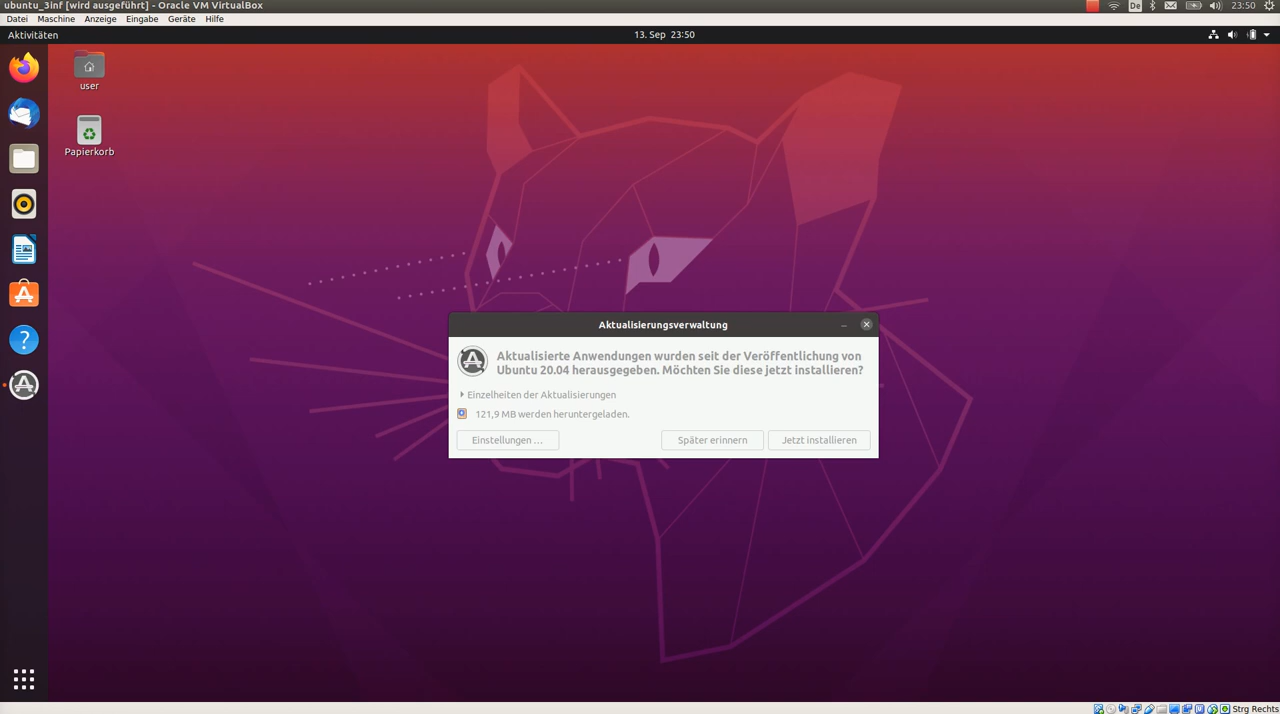 ubuntu_3inf [wird ausgeführt] - Oracle VM VirtualBox
De
23:50
Datei Maschine Anzeige Eingabe Geräte Hilfe
Aktivitäten
13. Sep 23:50
user
Papierkorb
Aktualisierungsverwaltung
Aktualisierte Anwendungen wurden seit der Veröffentlichung von
Ubuntu 20.04 herausgegeben. Möchten Sie diese jetzt installieren?
Einzelheiten der Aktualisierungen
121,9 MB werden heruntergeladen.
Einstellungen …
Später erinnern
Jetzt installieren
Strg Rechts